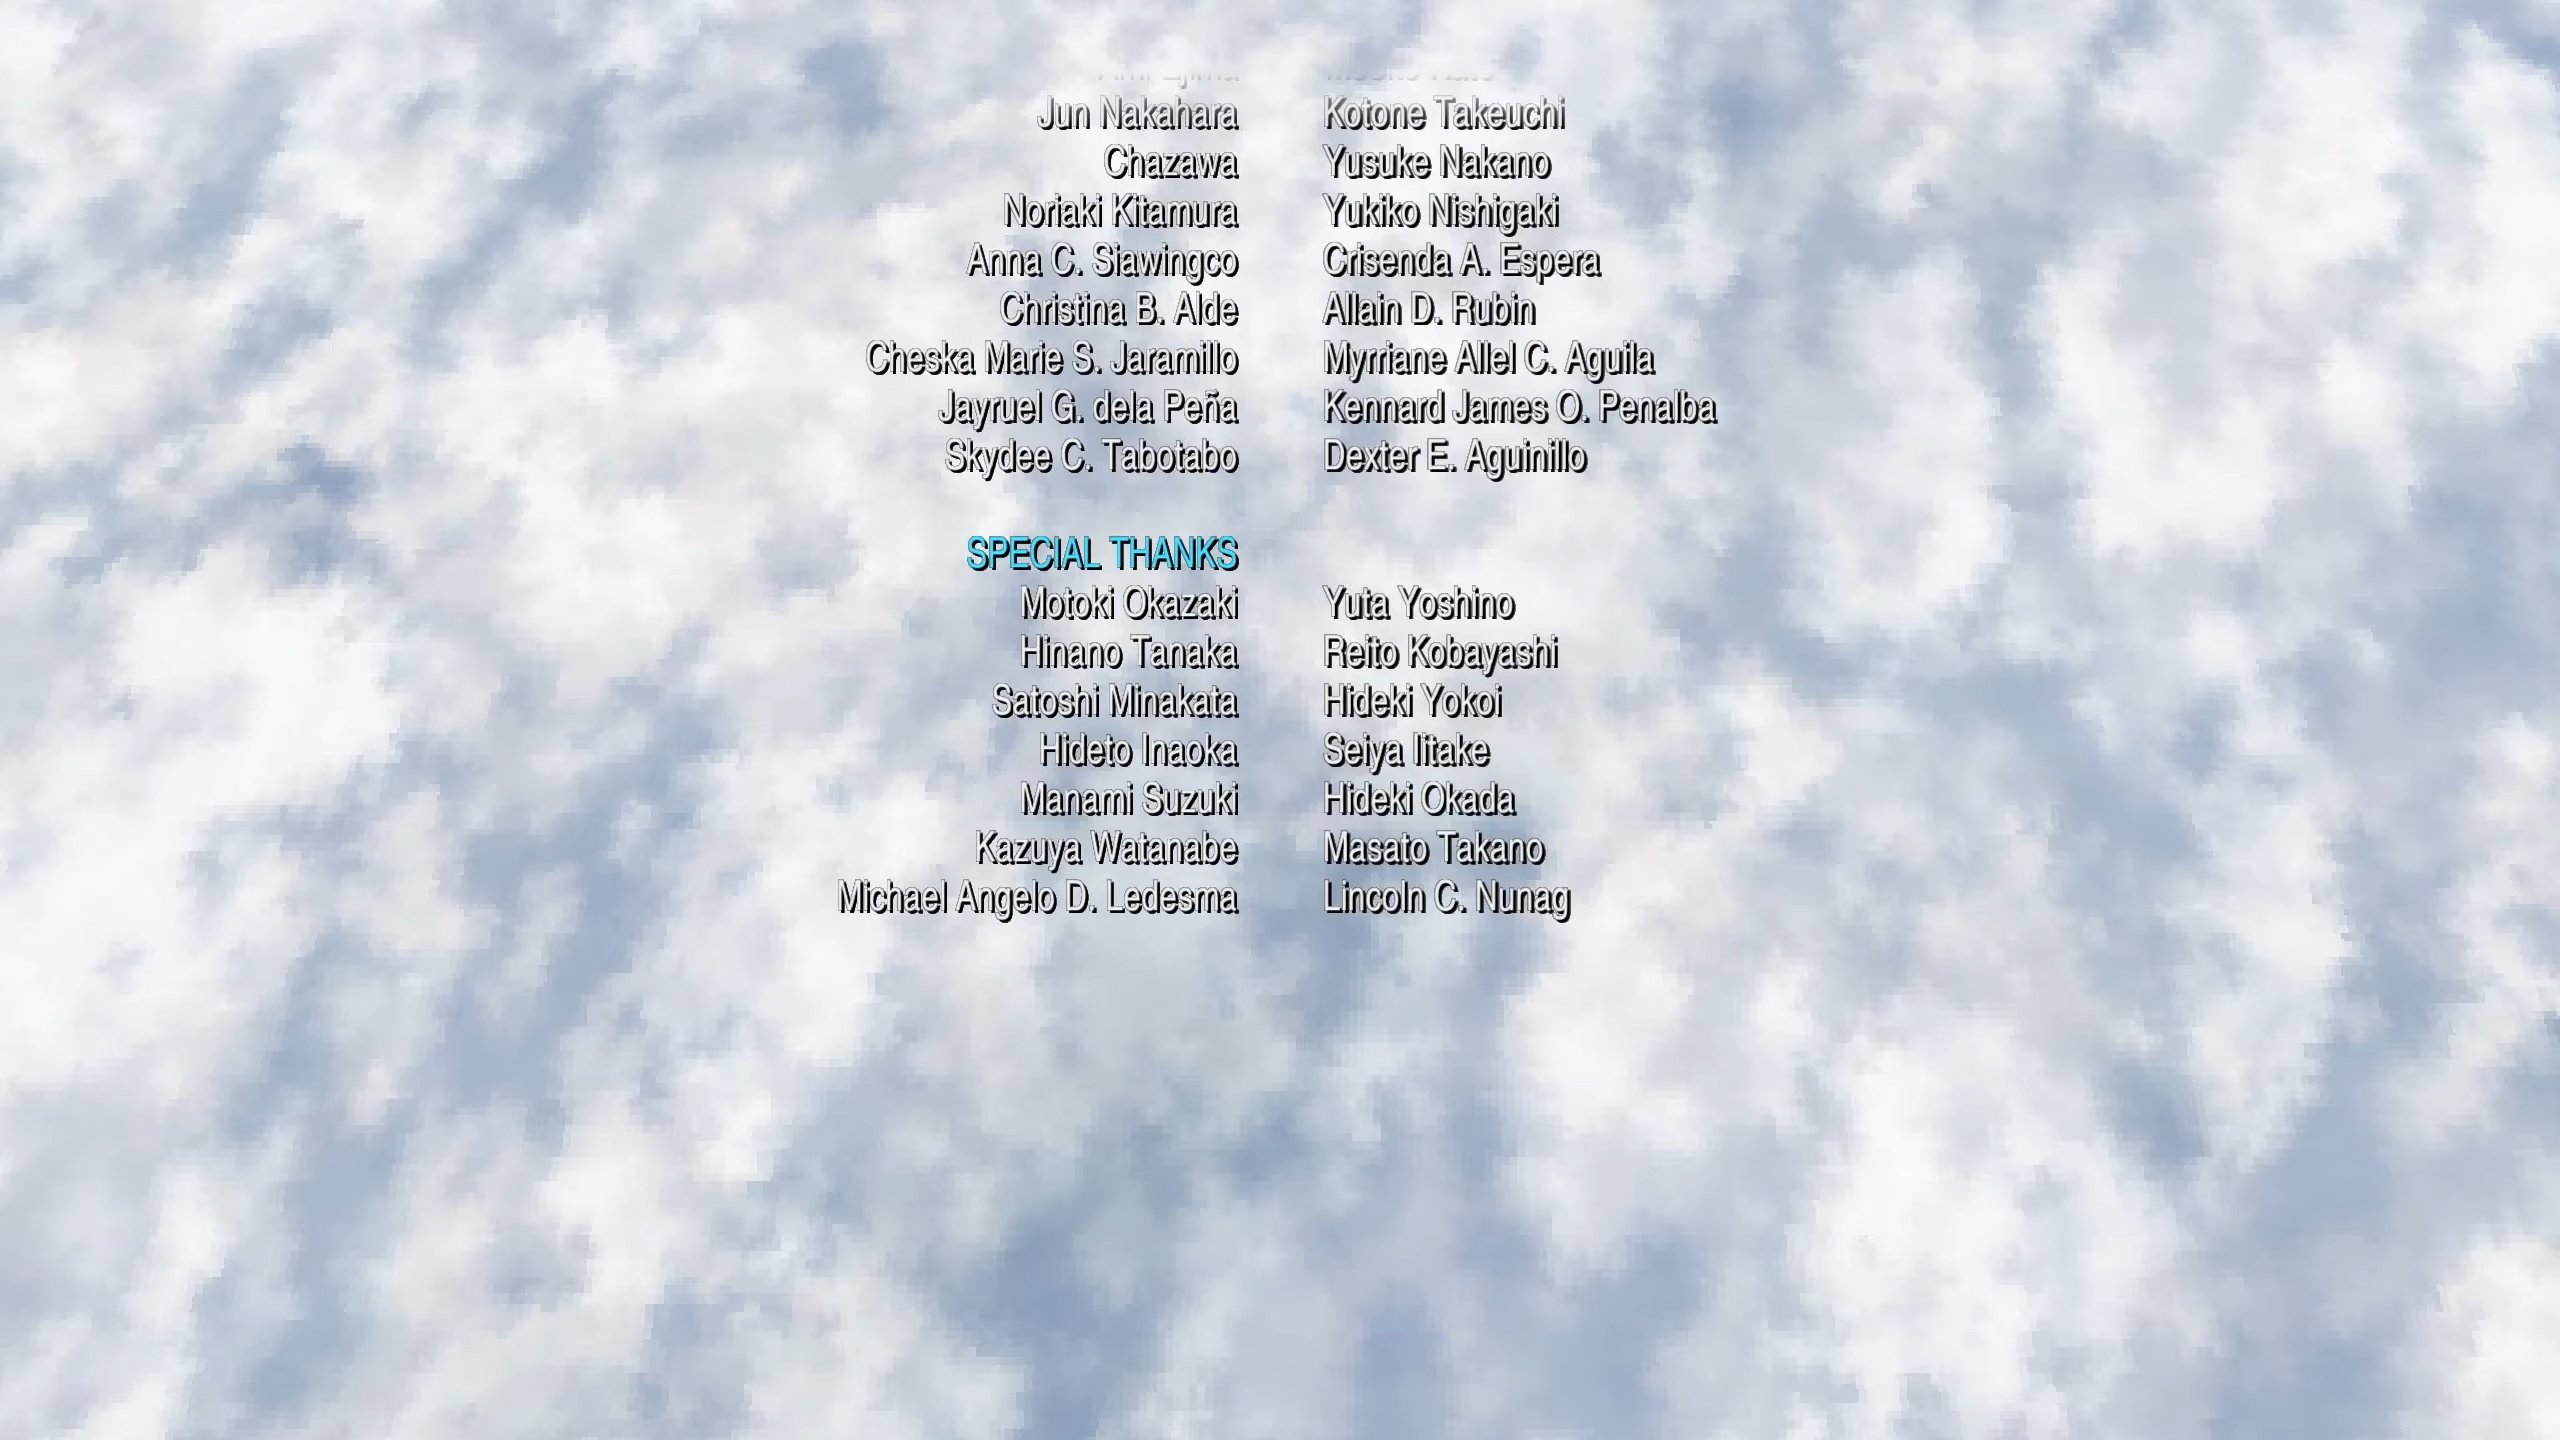 Jun Nakahara Kotone Takeuchi
Chazawa Yusuke Nakano
Noriaki Kitamura Yukiko Nishigaki
Anna C. Siawingco Crisenda A. Espera
Christina B. Alde Allain D. Rubin
Cheska Marie S. Jaramillo Myrriane Allel C. Aguila
Jayruel G. dela Peña Kennard James O. Penalba
Skydee C. Tabotabo Dexter E. Aguinillo
SPECIAL THANKS
Motoki Okazaki Yuta Yoshino
Hinano Tanaka Reito Kobayashi
Satoshi Minakata Hideki Yokoi
Hideto Inaoka Seiya Iitake
Manami Suzuki Hideki Okada
Kazuya Watanabe Masato Takano
Michael Angelo D. Ledesma Lincoln C. Nunag